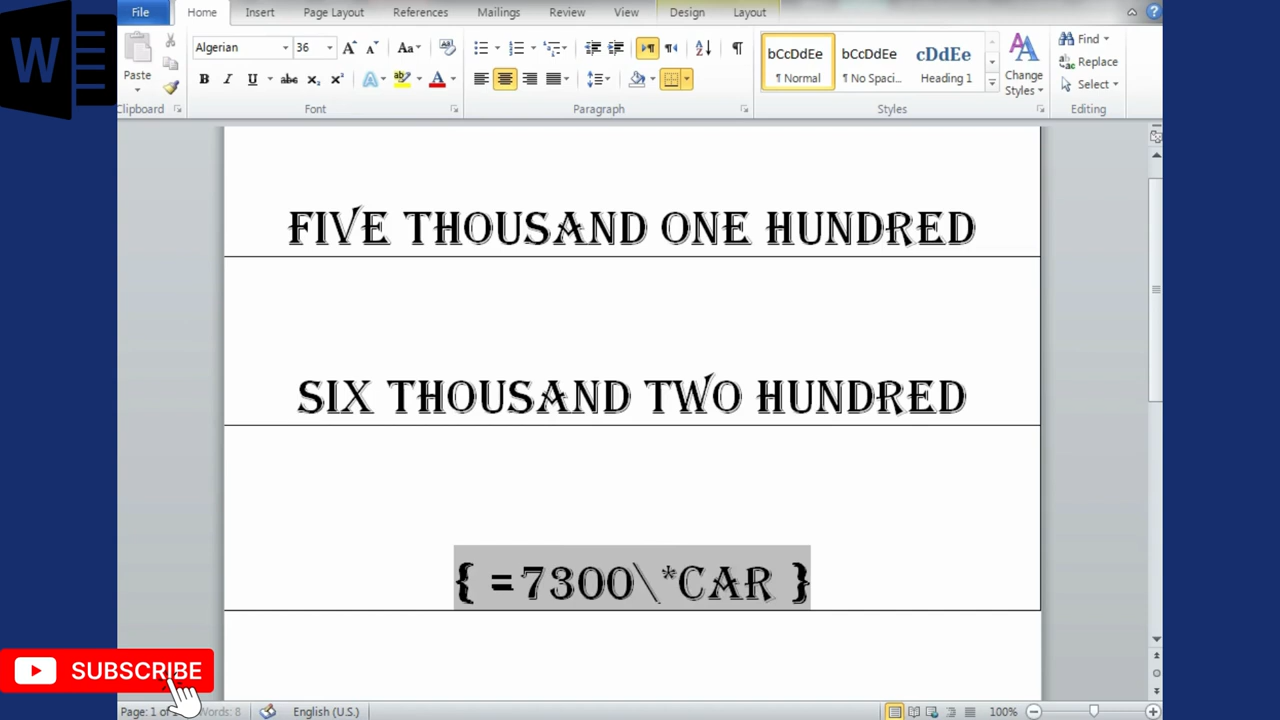 W
File Home Insert Page Layout References Mailings Review View Design Layout
Algerian 36
Paste
Clipboard Font Paragraph Styles Editing
bCcDdEe bCcDdEe cDdEe
¶ Normal ¶ No Spaci... Heading 1
Change Styles
Find
Replace
Select
FIVE THOUSAND ONE HUNDRED
SIX THOUSAND TWO HUNDRED
{ =7300\*CAR }
SUBSCRIBE
Page: 1 of Words: 8 English (U.S.) 100%